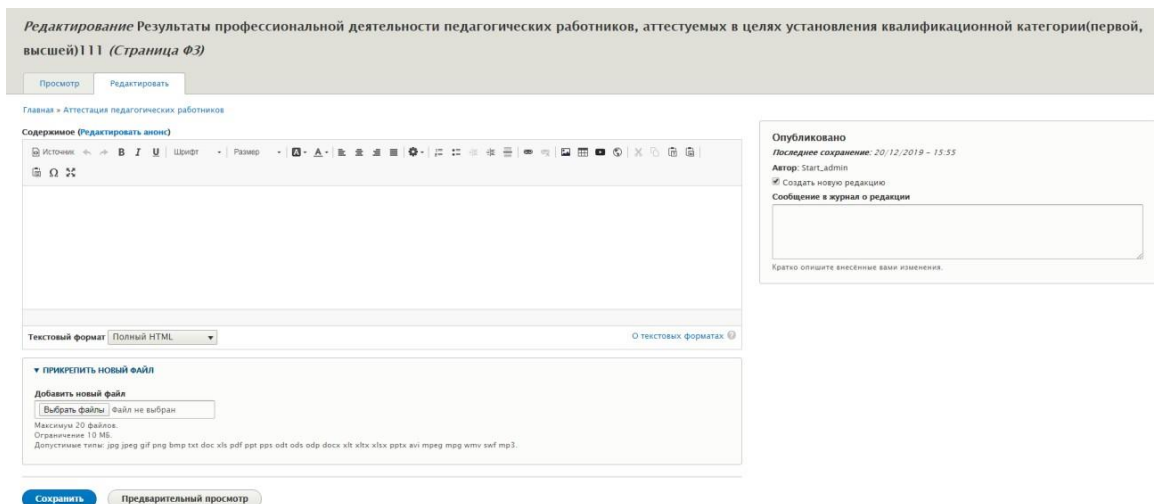 Редактирование Результаты профессиональной деятельности педагогических работников, аттестуемых в целях установления квалификационной категории(первой,
высшей)111 (Страница ФЗ)
Просмотр Редактировать
Главная » Аттестация педагогических работников
Содержимое (Редактировать анонс)
Источник B I U Шрифт Размер A A Ω
Текстовый формат Полный HTML О текстовых форматах ?
ПРИКРЕПИТЬ НОВЫЙ ФАЙЛ
Добавить новый файл
Выбрать файлы Файл не выбран
Максимум 20 файлов.
Ограничение 10 МБ.
Допустимые типы: jpg jpeg gif png bmp txt doc xls pdf ppt pps odt ods odp docx xlt xltx xlsx pptx avi mpeg mpg wmv swf mp3.
Сохранить Предварительный просмотр
Опубликовано
Последнее сохранение: 20/12/2019 - 15:55
Автор: Start_admin
Создать новую редакцию
Сообщение в журнал о редакции
Кратко опишите внесённые вами изменения.